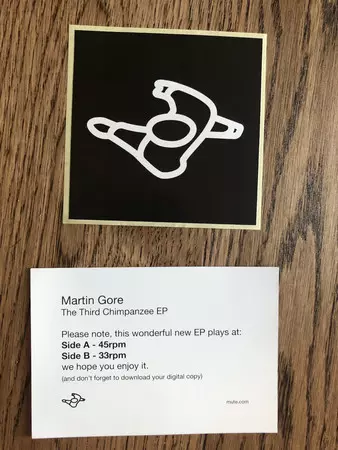 Martin Gore
The Third Chimpanzee EP
Please note, this wonderful new EP plays at:
Side A - 45rpm
Side B - 33rpm
we hope you enjoy it.
(and don't forget to download your digital copy)
mute.com